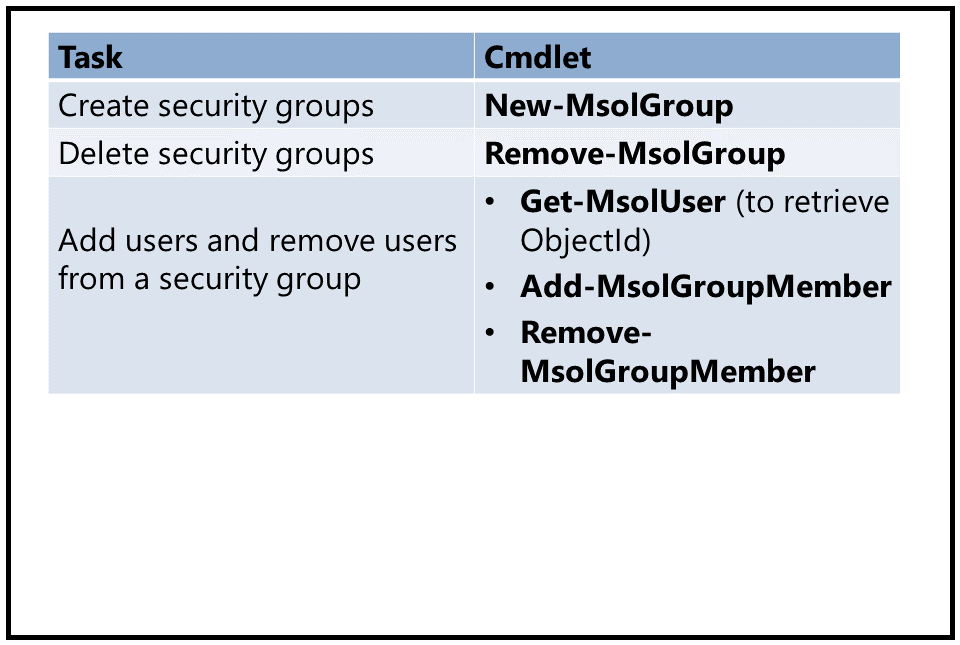 Task Cmdlet
Create security groups New-MsolGroup
Delete security groups Remove-MsolGroup
Add users and remove users
from a security group
• Get-MsolUser (to retrieve
ObjectId)
• Add-MsolGroupMember
• Remove-
MsolGroupMember